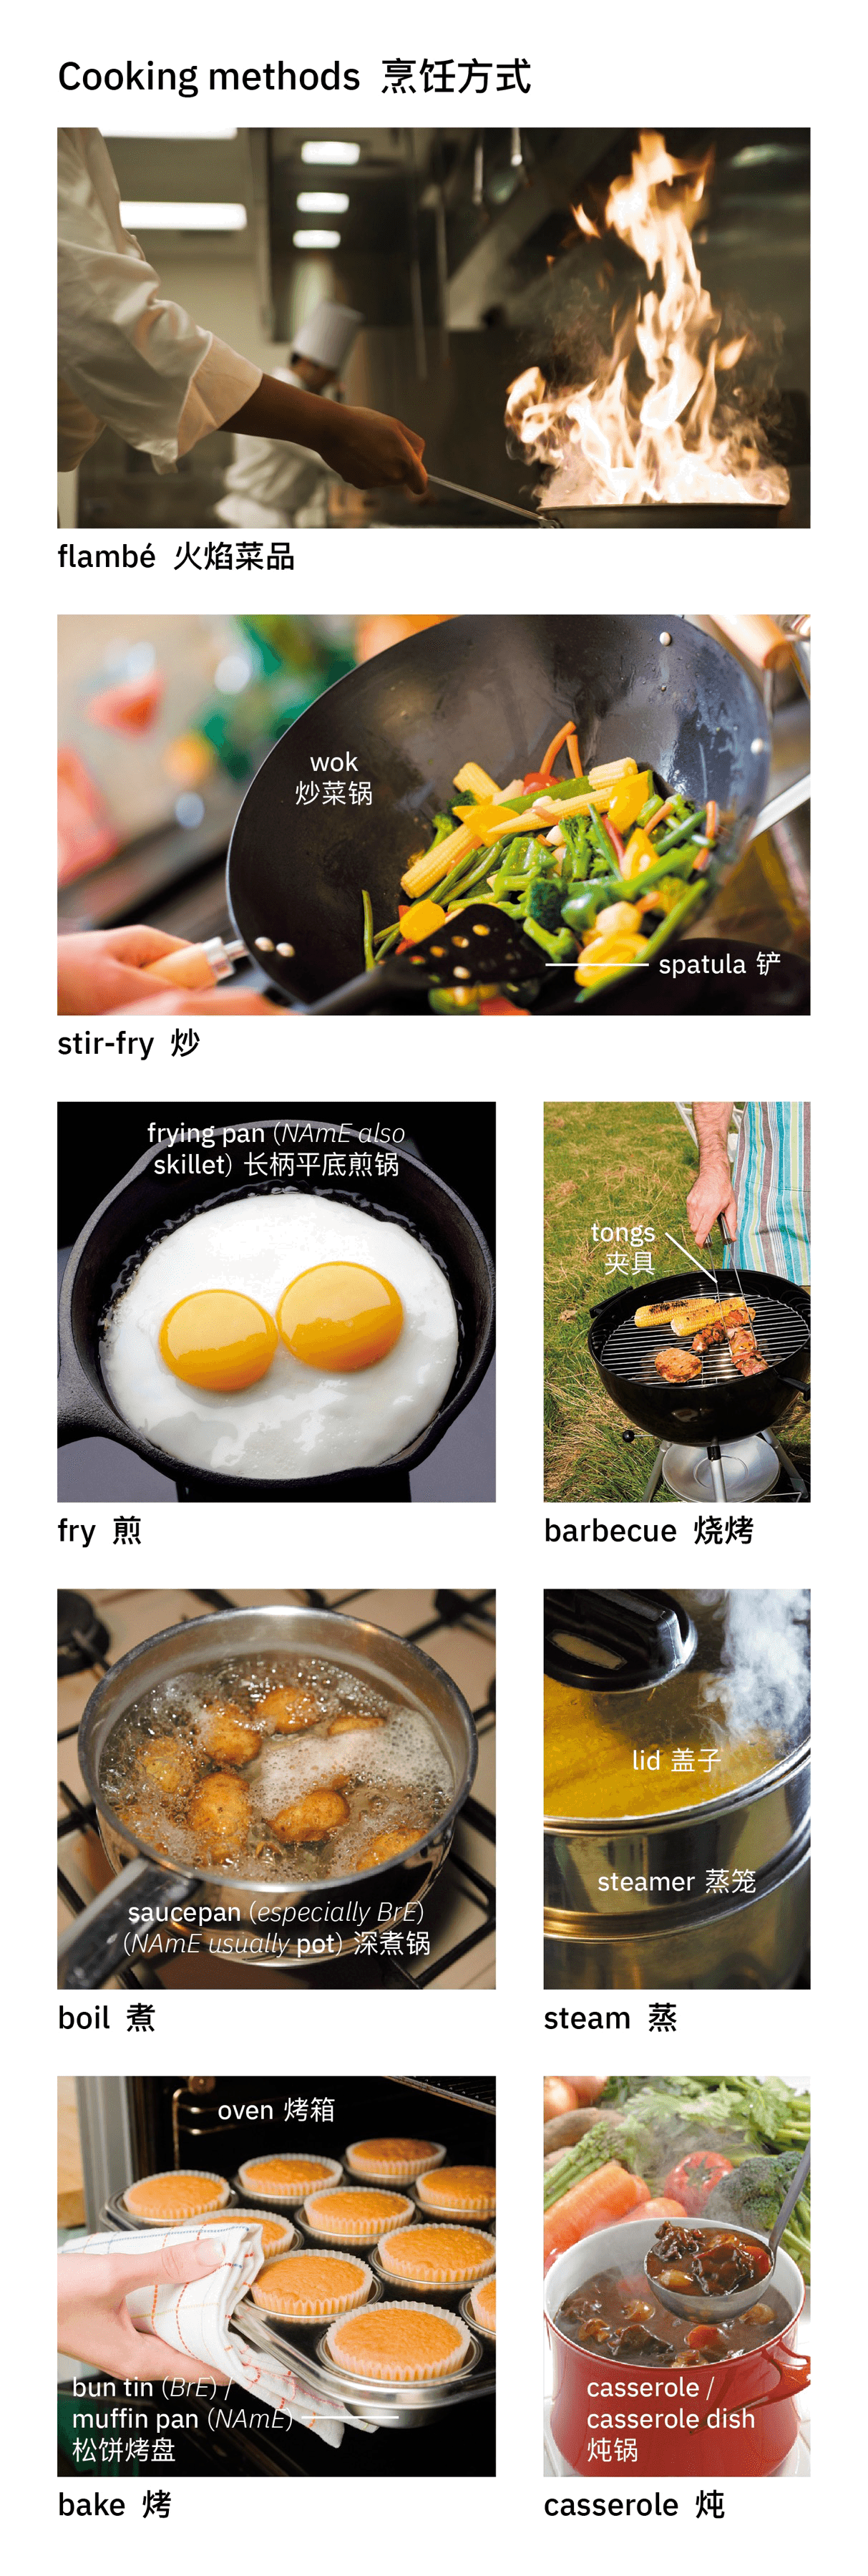 Cooking methods 烹饪方式
flambé 火焰菜品
wok
炒菜锅
spatula 铲
stir-fry 炒
frying pan (NAmE also
skillet) 长柄平底煎锅
fry 煎
tongs
夹具
barbecue 烧烤
saucepan (especially BrE)
(NAmE usually pot) 深煮锅
boil 煮
lid 盖子
steamer 蒸笼
steam 蒸
oven 烤箱
bun tin (BrE) /
muffin pan (NAmE)
松饼烤盘
bake 烤
casserole /
casserole dish
炖锅
casserole 炖